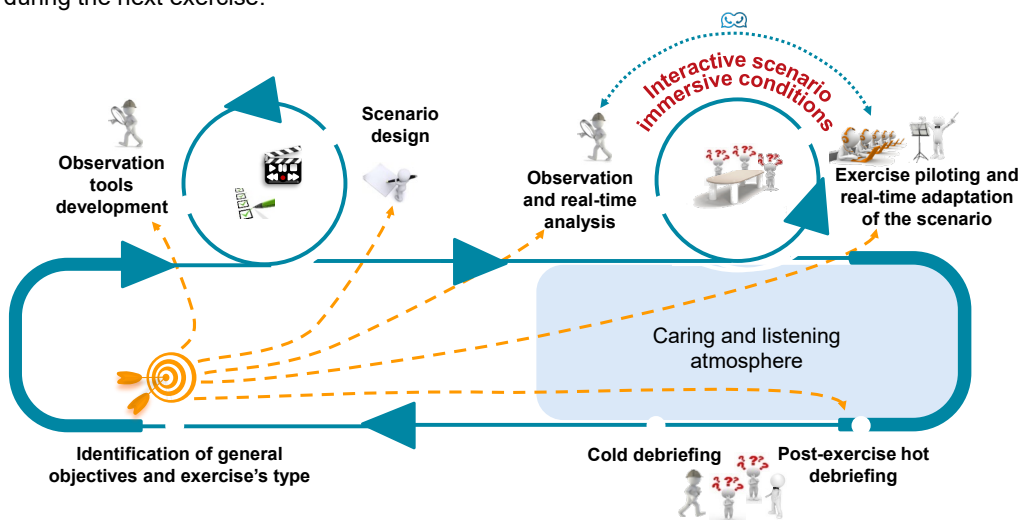 during the next exercise.
Interactive scenario
immersive conditions
Scenario
design
Observation
tools
development
Observation
and real-time
analysis
Exercise piloting and
real-time adaptation
of the scenario
Caring and listening
atmosphere
Identification of general
objectives and exercise's type
Cold debriefing
Post-exercise hot
debriefing